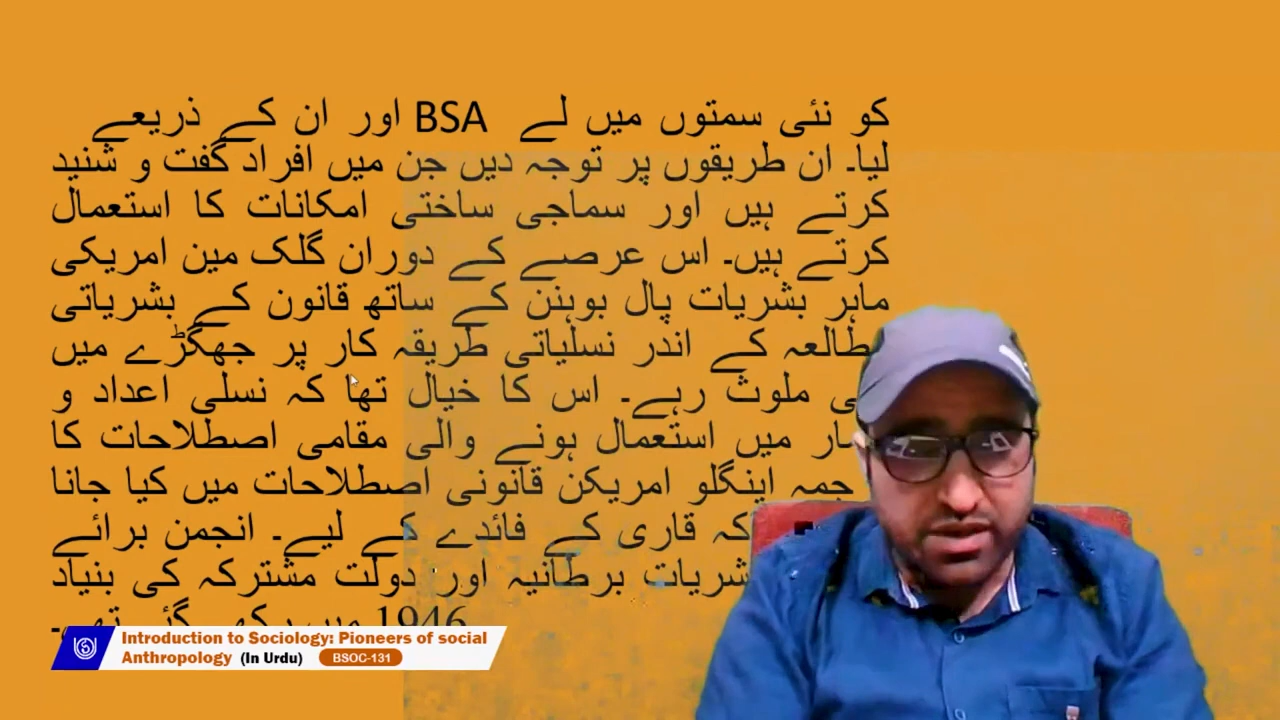 کو نئی سمتوں میں لے BSA اور ان کے ذریعے
لیا۔ ان طریقوں پر توجہ دیں جن میں افراد گفت و شنید
کرتے ہیں اور سماجی ساختی امکانات کا استعمال
کرتے ہیں۔ اس عرصے کے دوران گلک مین امریکی
ماہر بشریات پال بوہنن کے ساتھ قانون کے بشریاتی
کے اندر نسلیاتی طریقہ کار پر جھگڑے میں
ملوث رہے۔ اس کا خیال تھا کہ نسلی اعداد و
میں استعمال ہونے والی مقامی اصطلاحات کا
اینگلو امریکن قانونی اصطلاحات میں کیا جانا
کہ قاری کے فائدے کے لیے۔ انجمن برائے
برطانیہ اور دولت مشترکہ کی بنیاد
1946 میں رکھی گئی تھی۔
Introduction to Sociology: Pioneers of social
Anthropology (In Urdu) BSOC-131